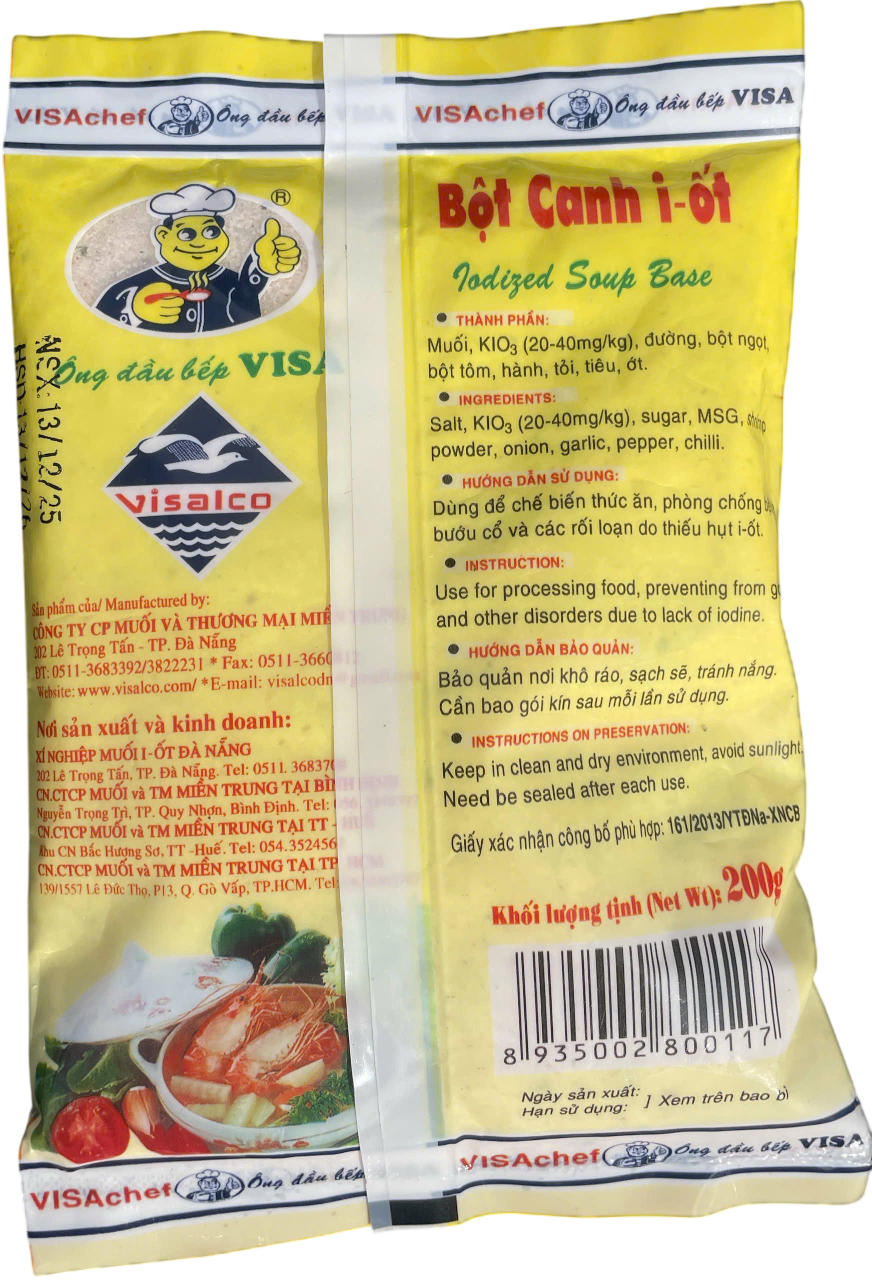 VISAchef Ông đầu bếp
VISAchef Ông đầu bếp VISA
®
Ông đầu bếp VISA
NSX: 13/12/25
visalco
Sản phẩm của/ Manufactured by:
CÔNG TY CP MUỐI VÀ THƯƠNG MẠI MIỀN TRUNG
202 Lê Trọng Tấn - TP. Đà Nẵng
ĐT: 0511-3683392/3822231 * Fax: 0511-3660812
Website: www.visalco.com/ *E-mail:
Nơi sản xuất và kinh doanh:
XÍ NGHIỆP MUỐI I-ỐT ĐÀ NẴNG
202 Lê Trọng Tấn, TP. Đà Nẵng. Tel: 0511.
CN.CTCP MUỐI và TM MIỀN TRUNG TẠI BÌNH ĐỊNH
Nguyễn Trọng Trì, TP. Quy Nhơn, Bình Định. Tel:
CN.CTCP MUỐI và TM MIỀN TRUNG TẠI TT - HUẾ
Khu CN Bắc Hương Sơ, TT -Huế. Tel:
CN.CTCP MUỐI và TM MIỀN TRUNG TẠI TP HCM
139/1557 Lê Đức Thọ, P13, Q. Gò Vấp, TP.HCM. Tel:
Bột Canh i-ốt
Iodized Soup Base
• THÀNH PHẦN:
Muối, KIO₃ (20-40mg/kg), đường, bột ngọt,
bột tôm, hành, tỏi, tiêu, ớt.
• INGREDIENTS:
Salt, KIO₃ (20-40mg/kg), sugar, MSG, shrimp
powder, onion, garlic, pepper, chilli.
• HƯỚNG DẪN SỬ DỤNG:
Dùng để chế biến thức ăn, phòng chống
bướu cổ và các rối loạn do thiếu hụt i-ốt.
• INSTRUCTION:
Use for processing food, preventing from
and other disorders due to lack of iodine.
• HƯỚNG DẪN BẢO QUẢN:
Bảo quản nơi khô ráo, sạch sẽ, tránh nắng.
Cần bao gói kín sau mỗi lần sử dụng.
• INSTRUCTIONS ON PRESERVATION:
Keep in clean and dry environment, avoid sunlight.
Need be sealed after each use.
Giấy xác nhận công bố phù hợp: 161/2013/YTĐNa-XNCB
Khối lượng tịnh (Net Wt): 200g
8 935002 800117
Ngày sản xuất:
Hạn sử dụng: ] Xem trên bao bì
VISAchef Ông đầu bếp
VISAchef Ông đầu bếp VISA